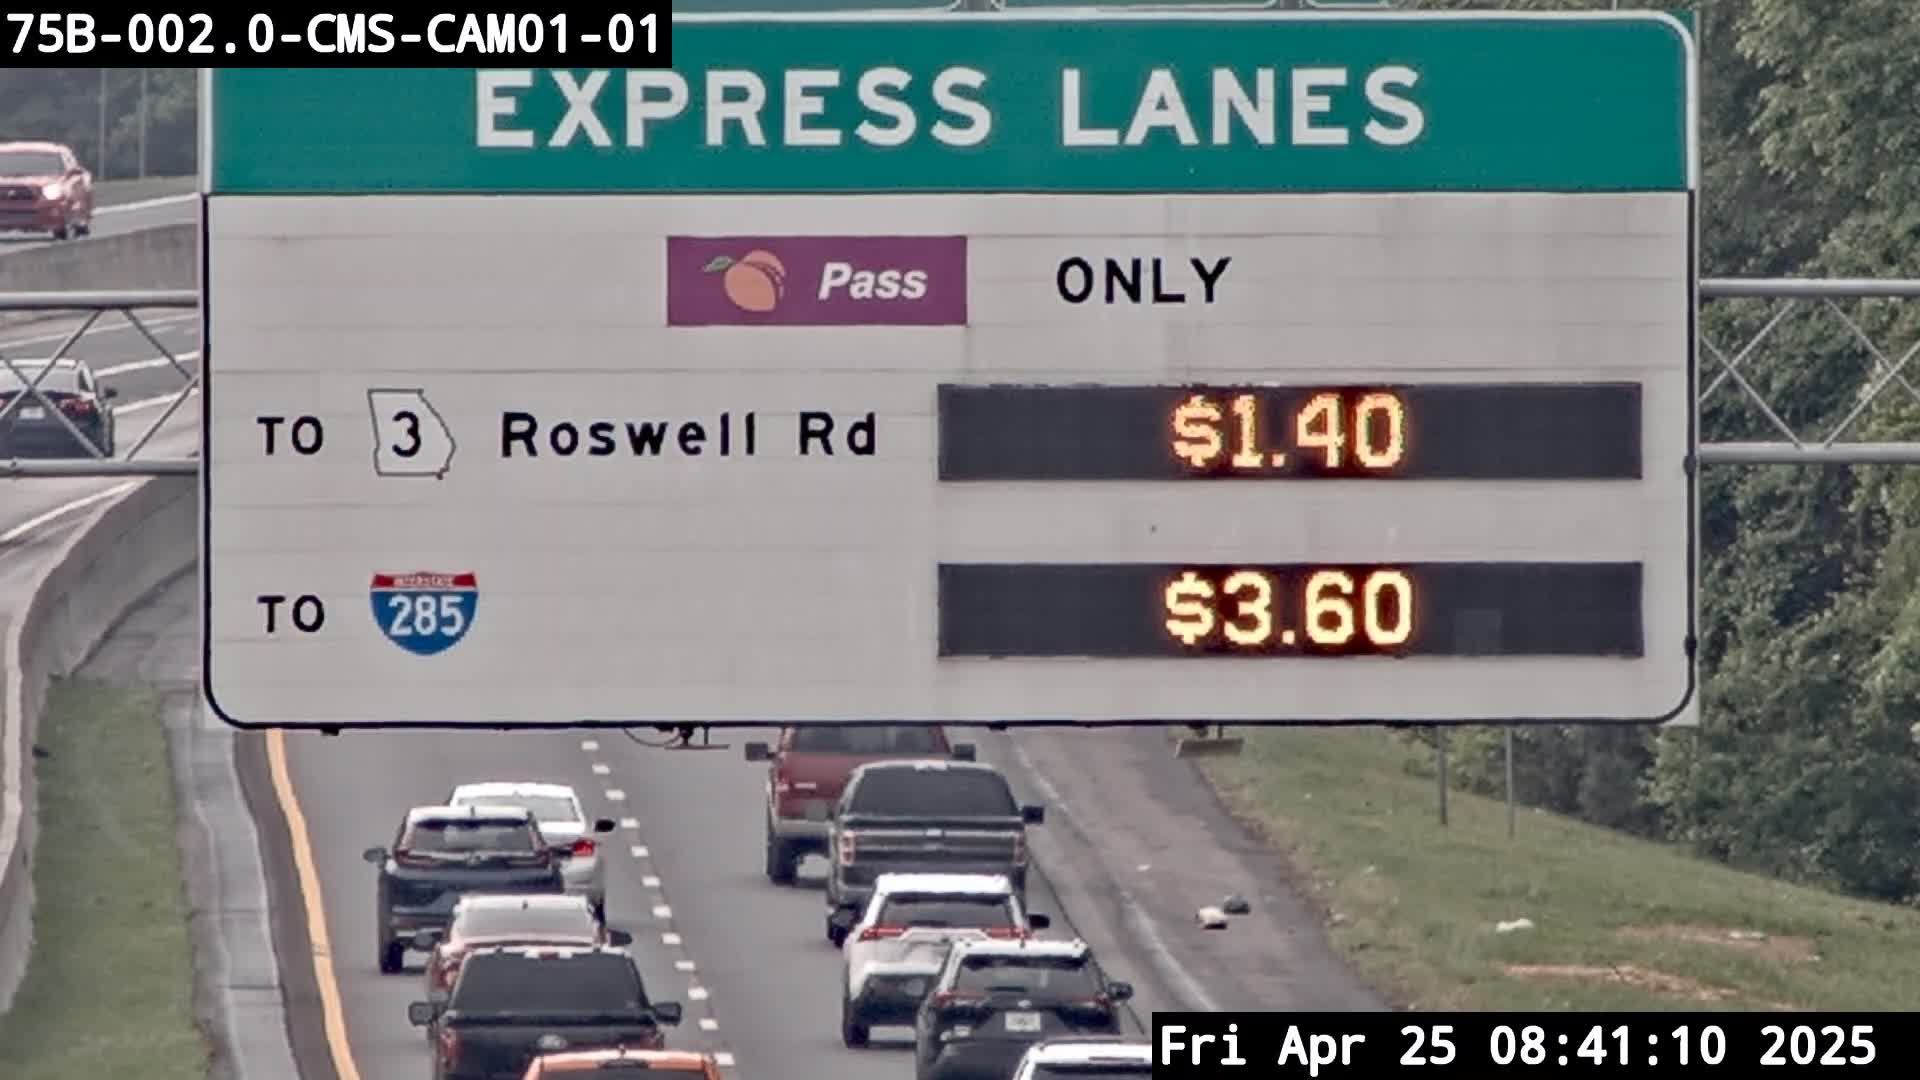 75B-002.0-CMS-CAM01-01
EXPRESS LANES
Pass ONLY
TO 3 Roswell Rd $1.40
INTERSTATE
TO 285 $3.60
Fri Apr 25 08:41:10 2025